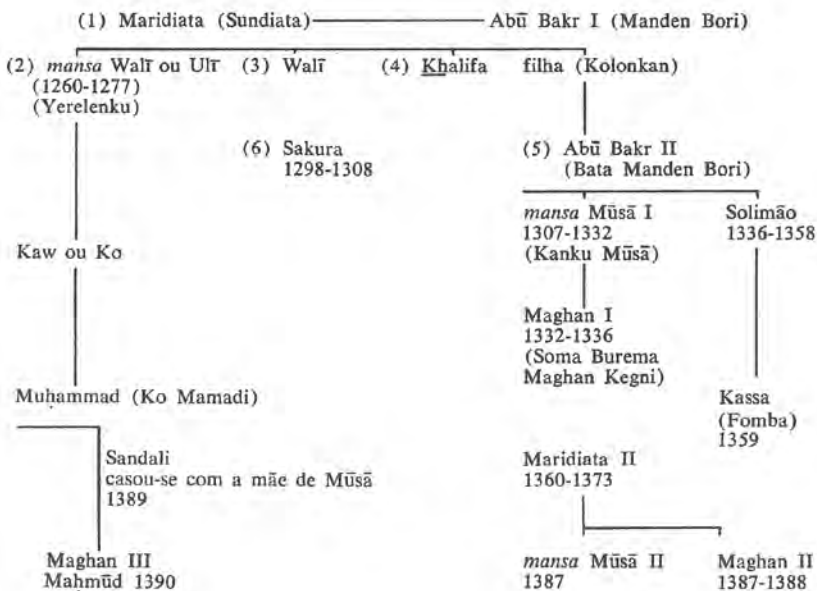 (1) Maridiata (Sundiata) Abū Bakr I (Manden Bori)
(2) mansa Walī ou Ulī (3) Walī (4) Khalifa filha (Kolonkan)
(1260-1277)
(Yerelenku)
(6) Sakura
1298-1308
(5) Abū Bakr II
(Bata Manden Bori)
mansa Mūsā I
1307-1332
(Kanku Mūsā)
Solimão
1336-1358
Kaw ou Ko
Maghan I
1332-1336
(Soma Burema
Maghan Kegni)
Muḥammad (Ko Mamadi)
Kassa
(Fomba)
1359
Sandali
casou-se com a mãe de Mūsā
1389
Maridiata II
1360-1373
Maghan III
Mahmūd 1390
mansa Mūsā II
1387
Maghan II
1387-1388